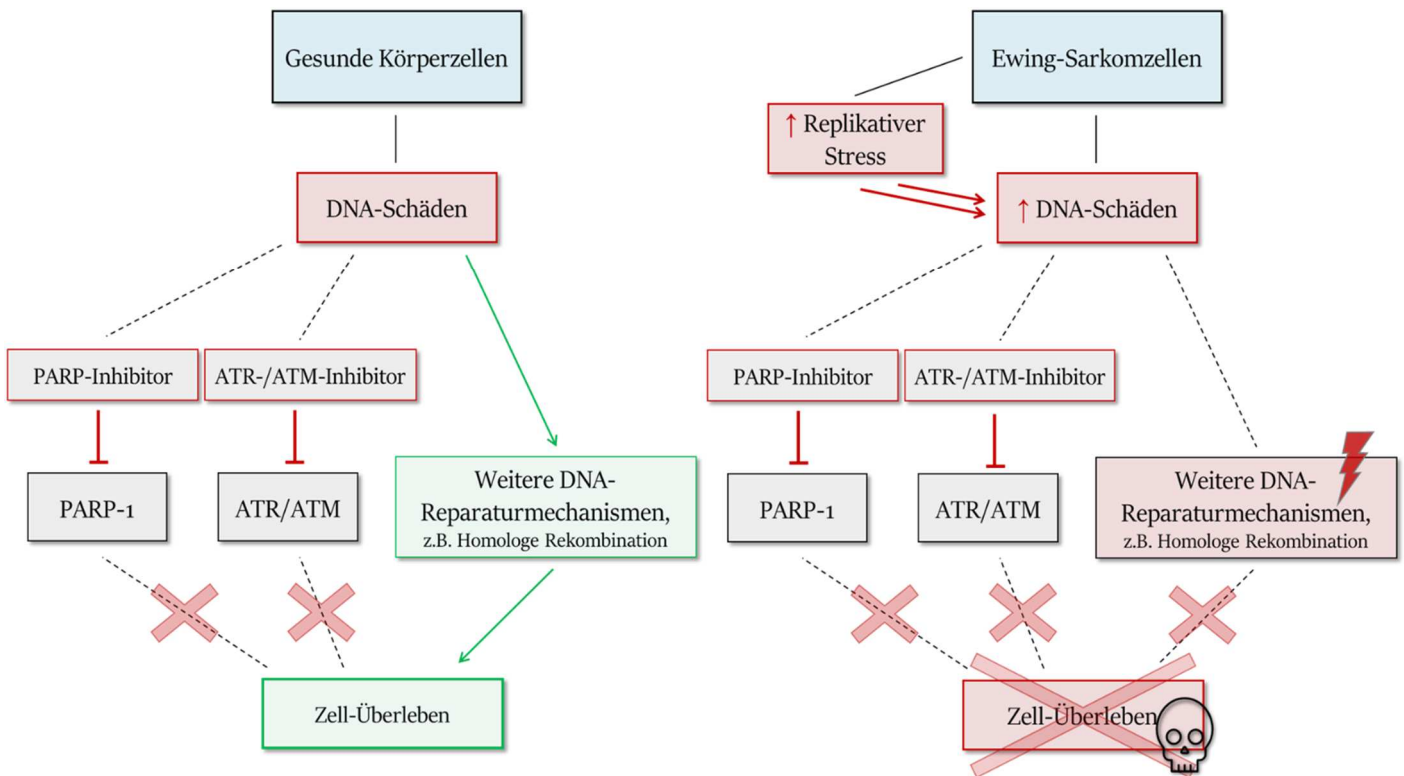 Gesunde Körperzellen
DNA-Schäden
PARP-Inhibitor
ATR-/ATM-Inhibitor
PARP-1
ATR/ATM
Weitere DNA-
Reparaturmechanismen,
z.B. Homologe Rekombination
Zell-Überleben
Ewing-Sarkomzellen
↑ Replikativer
Stress
↑ DNA-Schäden
PARP-Inhibitor
ATR-/ATM-Inhibitor
PARP-1
ATR/ATM
Weitere DNA-
Reparaturmechanismen,
z.B. Homologe Rekombination
Zell-Überleben